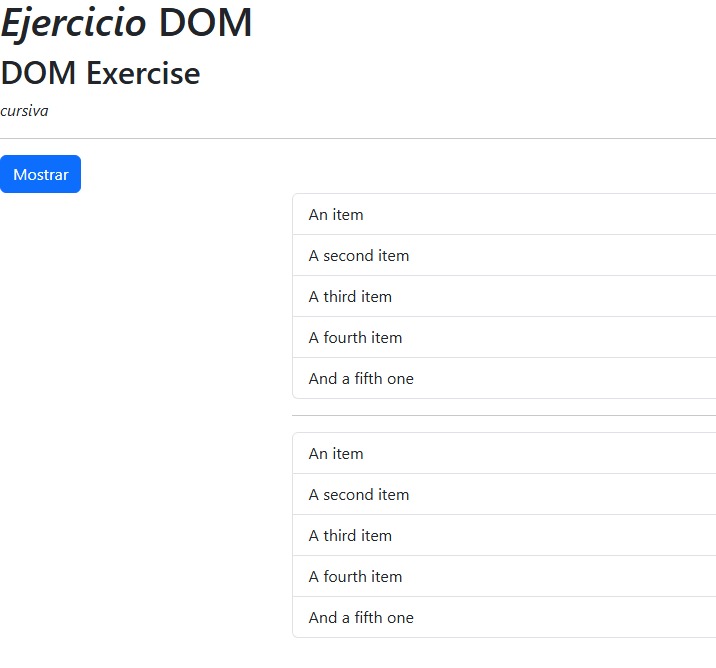 Ejercicio DOM
DOM Exercise
cursiva
Mostrar
An item
A second item
A third item
A fourth item
And a fifth one
An item
A second item
A third item
A fourth item
And a fifth one